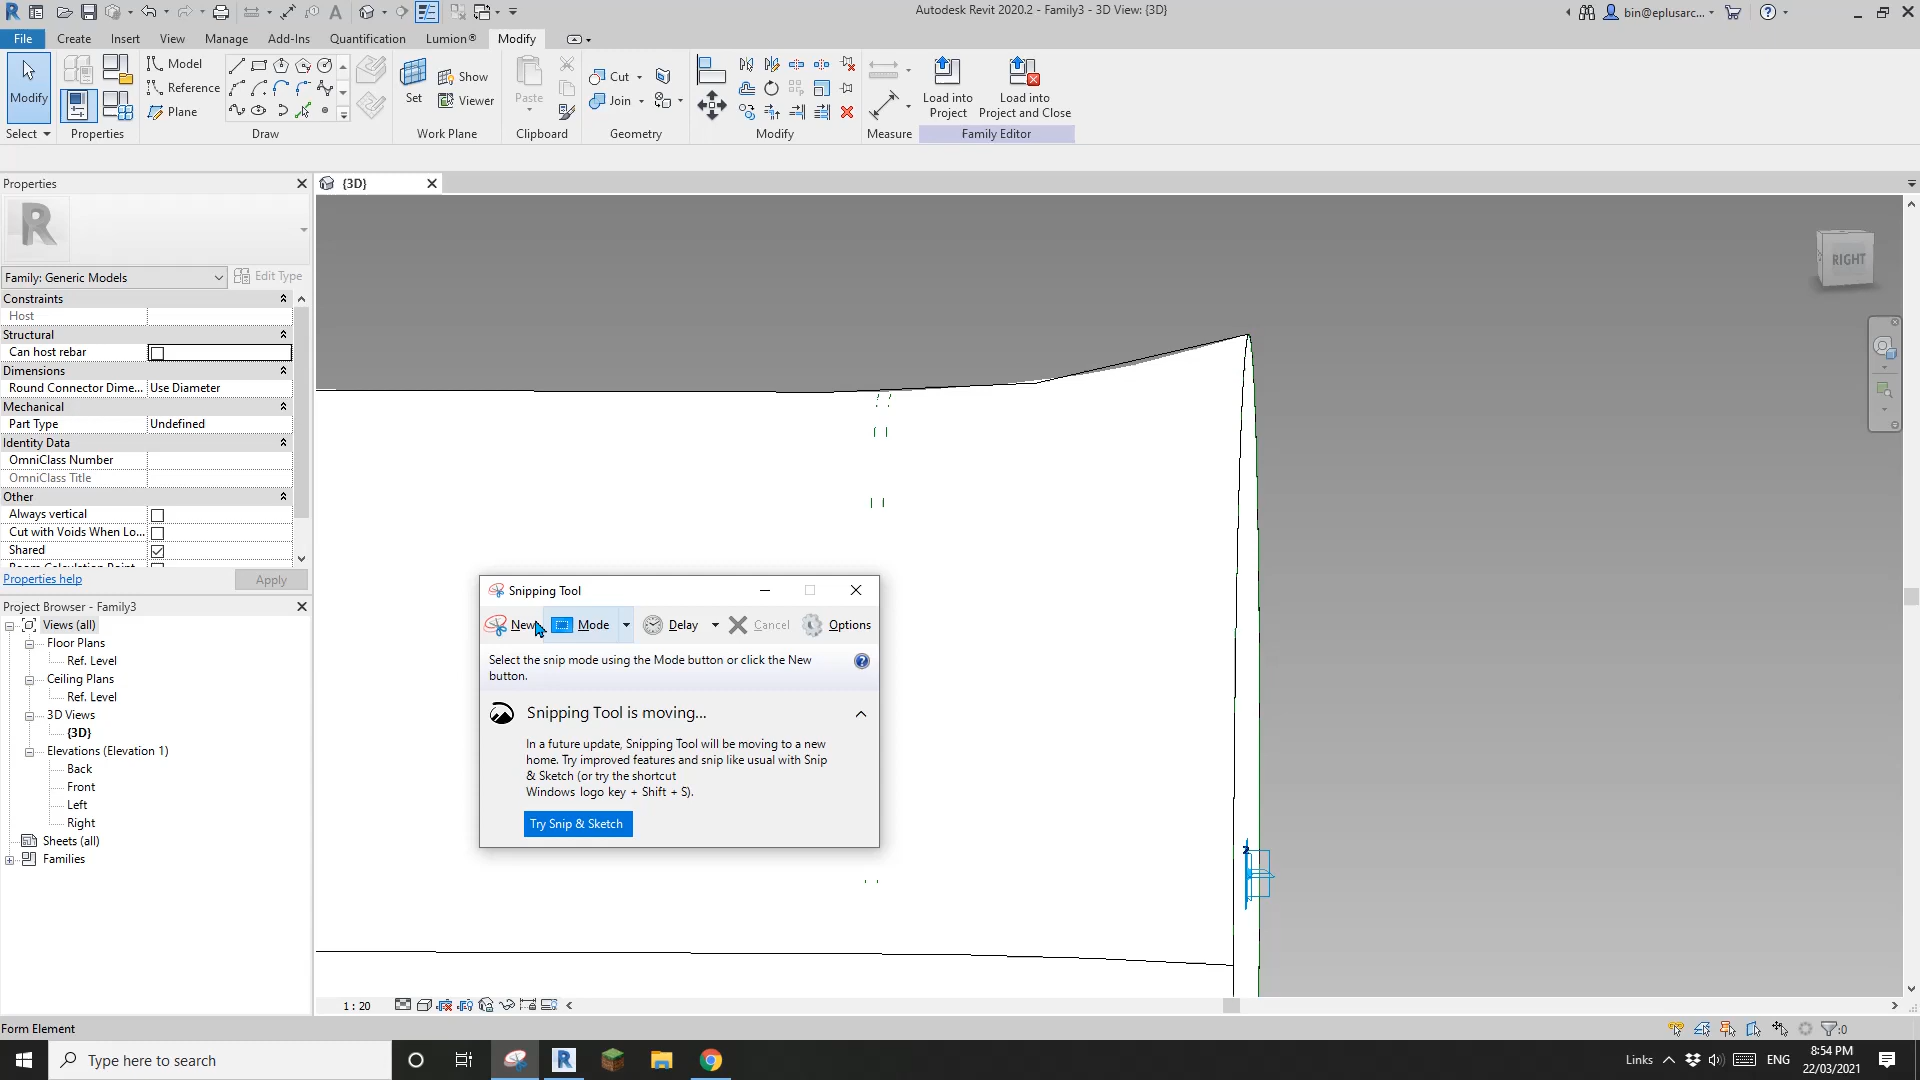 Autodesk Revit 2020.2 - Family3 - 3D View: {3D}
bin@eplusarc...
File
Create
Insert
View
Manage
Add-Ins
Quantification
Lumion®
Modify
Modify
Select
Properties
Model
Reference
Plane
Draw
Set
Show
Viewer
Work Plane
Paste
Clipboard
Cut
Join
Geometry
Modify
Measure
Load into
Project
Load into
Project and Close
Family Editor
Properties
{3D}
Family: Generic Models
Edit Type
Constraints
Host
Structural
Can host rebar
Dimensions
Round Connector Dime... Use Diameter
Mechanical
Part Type Undefined
Identity Data
OmniClass Number
OmniClass Title
Other
Always vertical
Cut with Voids When Lo...
Shared
Properties help
Apply
RIGHT
Project Browser - Family3
Views (all)
Floor Plans
Ref. Level
Ceiling Plans
Ref. Level
3D Views
{3D}
Elevations (Elevation 1)
Back
Front
Left
Right
Sheets (all)
Families
Snipping Tool
New
Mode
Delay
Cancel
Options
Select the snip mode using the Mode button or click the New
button.
Snipping Tool is moving...
In a future update, Snipping Tool will be moving to a new
home. Try improved features and snip like usual with Snip
& Sketch (or try the shortcut
Windows logo key + Shift + S).
Try Snip & Sketch
2
1 : 20
Form Element
:0
Type here to search
Links
ENG
8:54 PM
22/03/2021